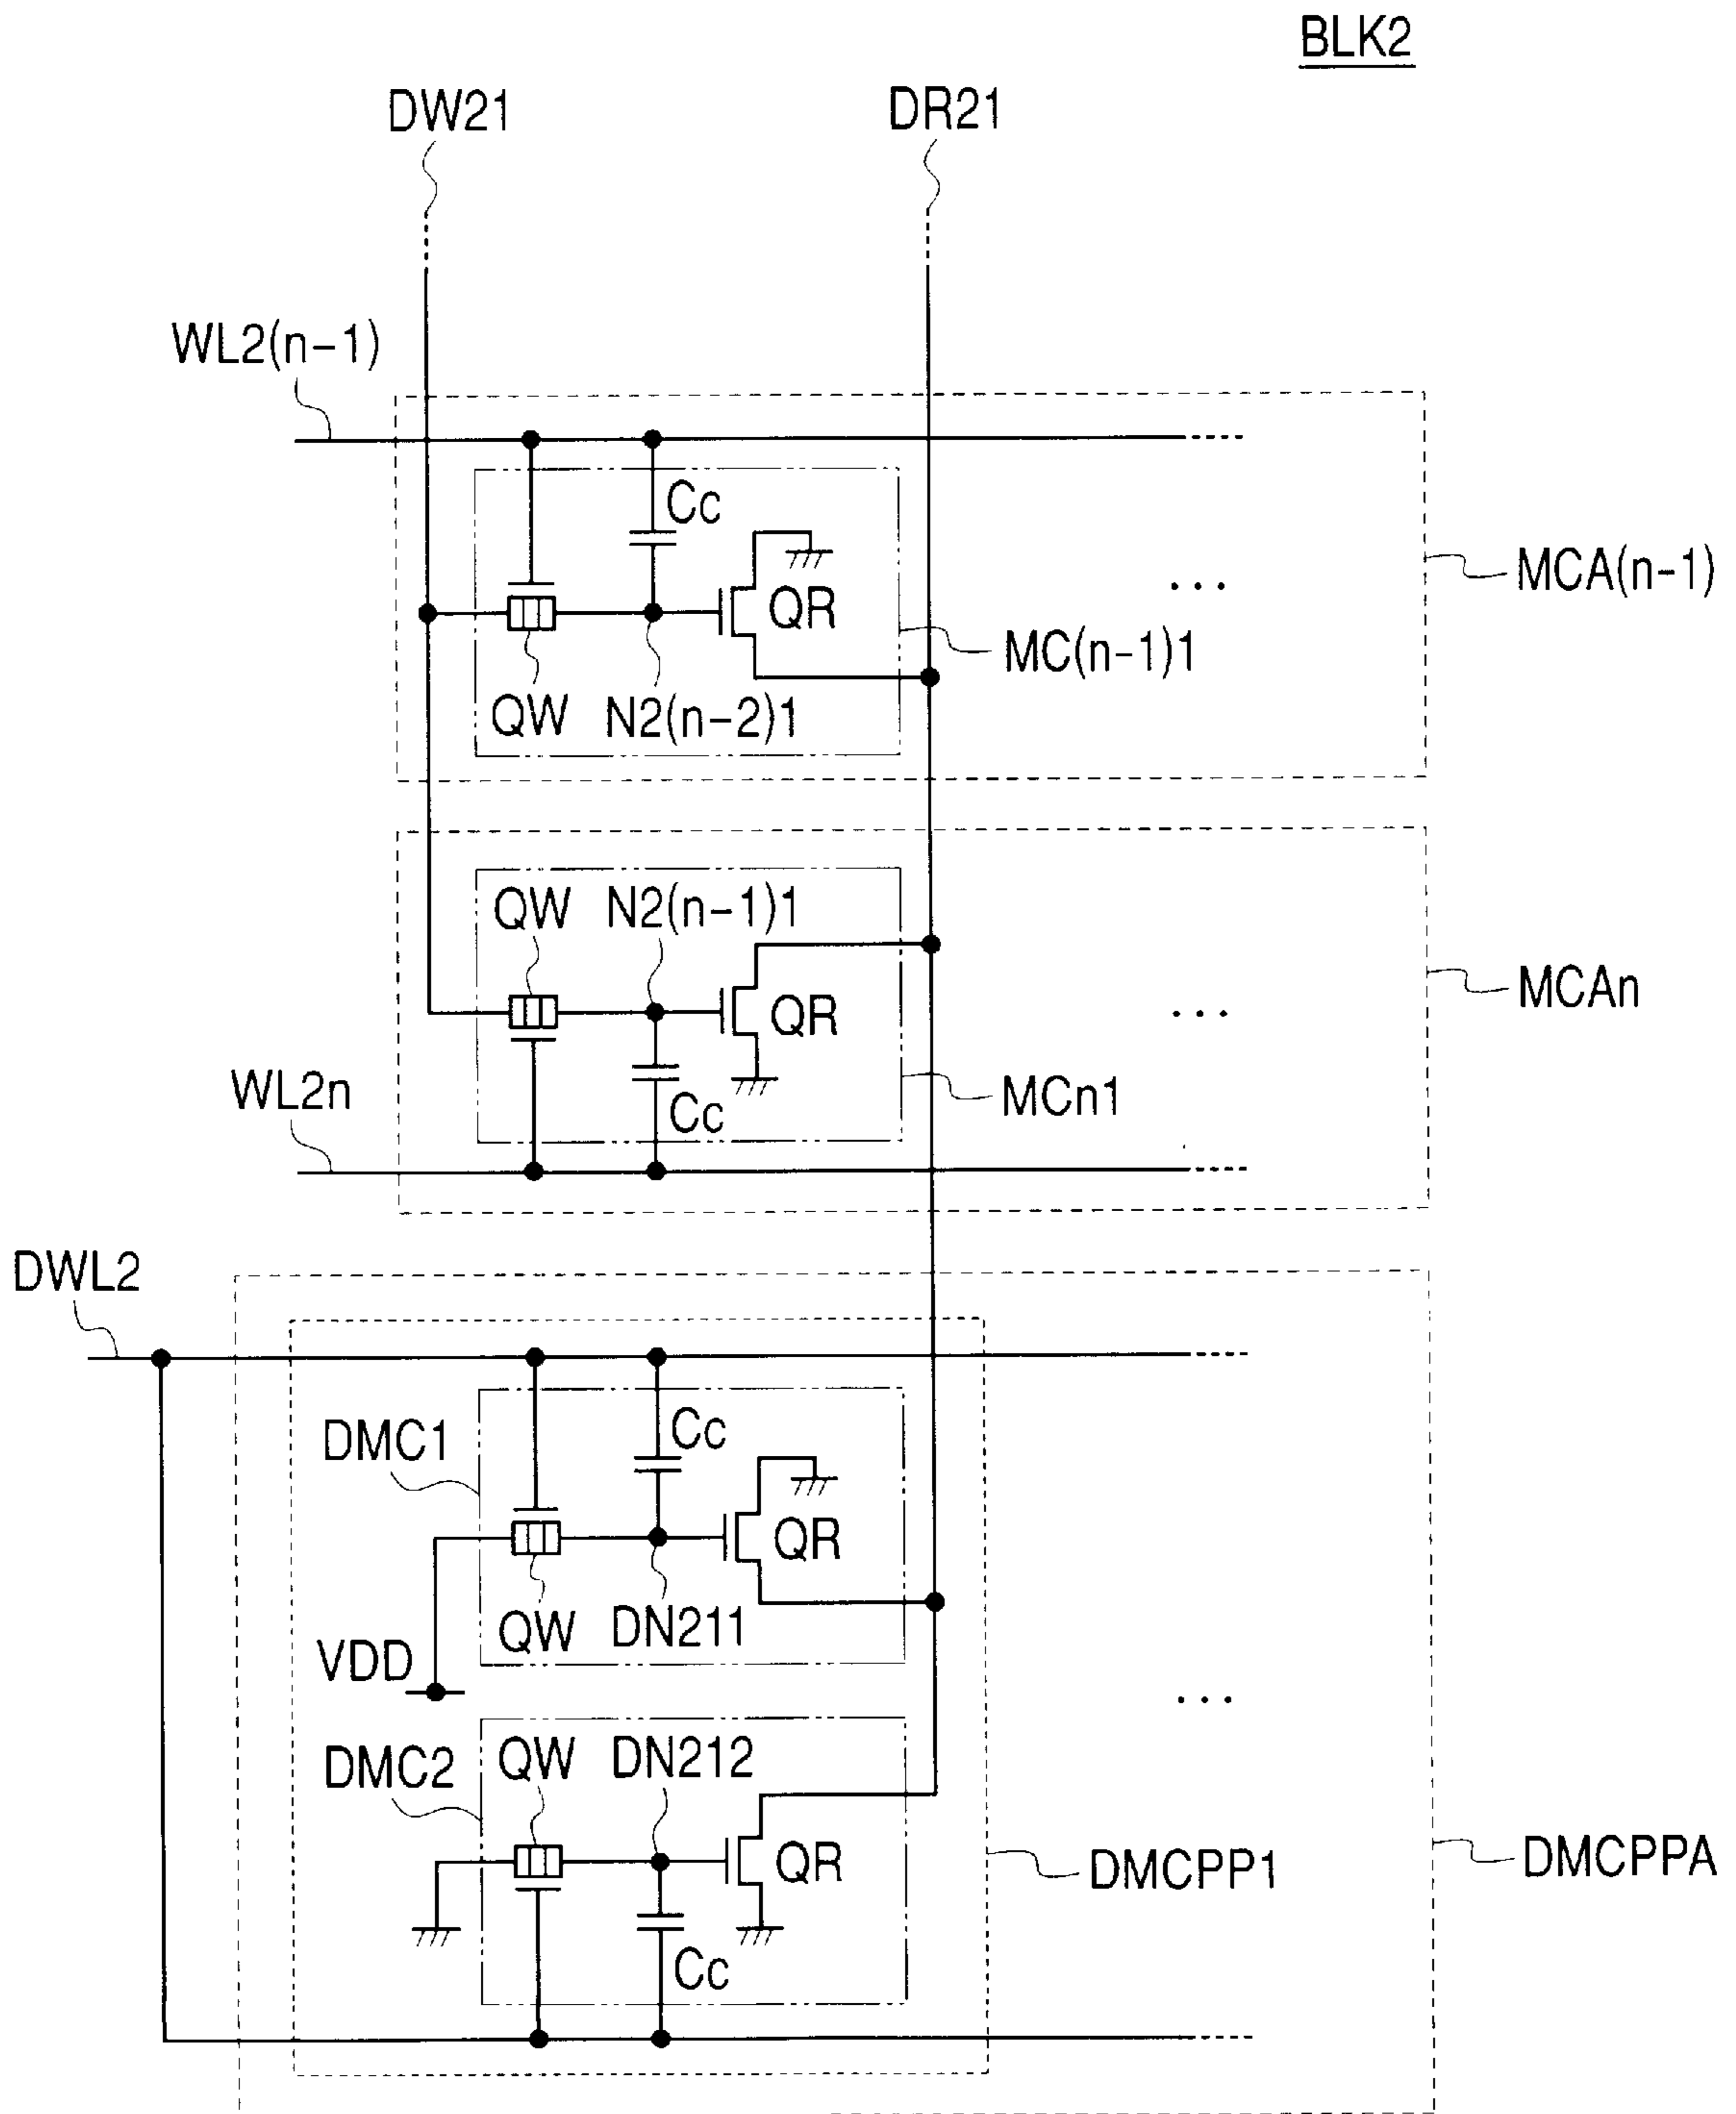 BLK2
DW21
DR21
WL2(n-1)
Cc
QR
MCA(n-1)
MC(n-1)1
QW
N2(n-2)1
QW
N2(n-1)1
MCAn
QR
WL2n
MCn1
Cc
DWL2
DMC1
Cc
QR
QW
DN211
VDD
...
DMC2
QW
DN212
QR
DMCPP1
DMCPPA
Cc